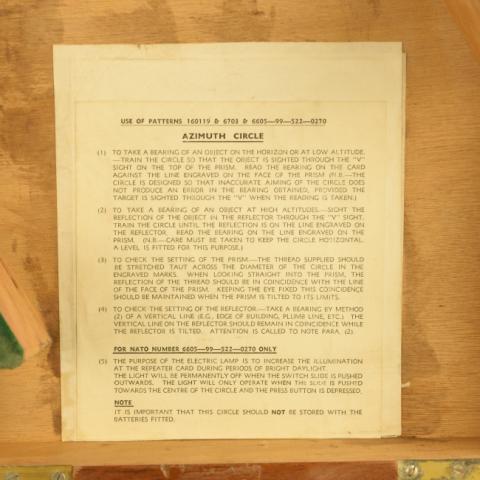 USE OF PATTERNS 160119 & 6703 & 6605—99—522—0270
AZIMUTH CIRCLE
(1) TO TAKE A BEARING OF AN OBJECT ON THE HORIZON OR AT LOW ALTITUDE.
—TRAIN THE CIRCLE SO THAT THE OBJECT IS SIGHTED THROUGH THE "V"
SIGHT ON THE TOP OF THE PRISM. READ THE BEARING ON THE CARD
AGAINST THE LINE ENGRAVED ON THE FACE OF THE PRISM (N.B.—THE
CIRCLE IS DESIGNED SO THAT INACCURATE AIMING OF THE CIRCLE DOES
NOT PRODUCE AN ERROR IN THE BEARING OBTAINED, PROVIDED THE
TARGET IS SIGHTED THROUGH THE "V" WHEN THE READING IS TAKEN.)
(2) TO TAKE A BEARING OF AN OBJECT AT HIGH ALTITUDES.—SIGHT THE
REFLECTION OF THE OBJECT IN THE REFLECTOR THROUGH THE "V" SIGHT.
TRAIN THE CIRCLE UNTIL THE REFLECTION IS ON THE LINE ENGRAVED ON
THE REFLECTOR. READ THE BEARING ON THE LINE ENGRAVED ON THE
PRISM. (N.B.—CARE MUST BE TAKEN TO KEEP THE CIRCLE HORIZONTAL.
A LEVEL IS FITTED FOR THIS PURPOSE.)
(3) TO CHECK THE SETTING OF THE PRISM.—THE THREAD SUPPLIED SHOULD
BE STRETCHED TAUT ACROSS THE DIAMETER OF THE CIRCLE IN THE
ENGRAVED MARKS. WHEN LOOKING STRAIGHT INTO THE PRISM, THE
REFLECTION OF THE THREAD SHOULD BE IN COINCIDENCE WITH THE LINE
OF THE FACE OF THE PRISM. KEEPING THE EYE FIXED THIS COINCIDENCE
SHOULD BE MAINTAINED WHEN THE PRISM IS TILTED TO ITS LIMITS.
(4) TO CHECK THE SETTING OF THE REFLECTOR.—TAKE A BEARING BY METHOD
(2) OF A VERTICAL LINE (E.G., EDGE OF BUILDING, PLUMB LINE, ETC.) THE
VERTICAL LINE ON THE REFLECTOR SHOULD REMAIN IN COINCIDENCE WHILE
THE REFLECTOR IS TILTED. ATTENTION IS CALLED TO NOTE PARA. (2).
FOR NATO NUMBER 6605—99—522—0270 ONLY
(5) THE PURPOSE OF THE ELECTRIC LAMP IS TO INCREASE THE ILLUMINATION
AT THE REPEATER CARD DURING PERIODS OF BRIGHT DAYLIGHT.
THE LIGHT WILL BE PERMANENTLY OFF WHEN THE SWITCH SLIDE IS PUSHED
OUTWARDS. THE LIGHT WILL ONLY OPERATE WHEN THE SLIDE IS PUSHED
TOWARDS THE CENTRE OF THE CIRCLE AND THE PRESS BUTTON IS DEPRESSED.
NOTE
IT IS IMPORTANT THAT THIS CIRCLE SHOULD NOT BE STORED WITH THE
BATTERIES FITTED.